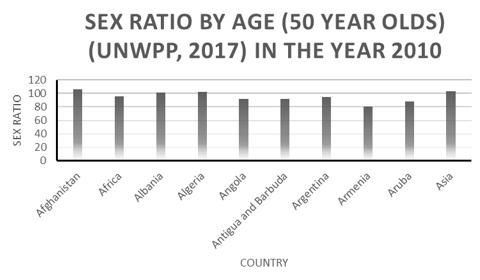 SEX RATIO BY AGE (50 YEAR OLDS)
(UNWPP, 2017) IN THE YEAR 2010
120
100
80
60
40
20
0
SEX RATIO
Afghanistan
Africa
Albania
Algeria
Angola
Antigua and Barbuda
Argentina
Armenia
Aruba
Asia
COUNTRY